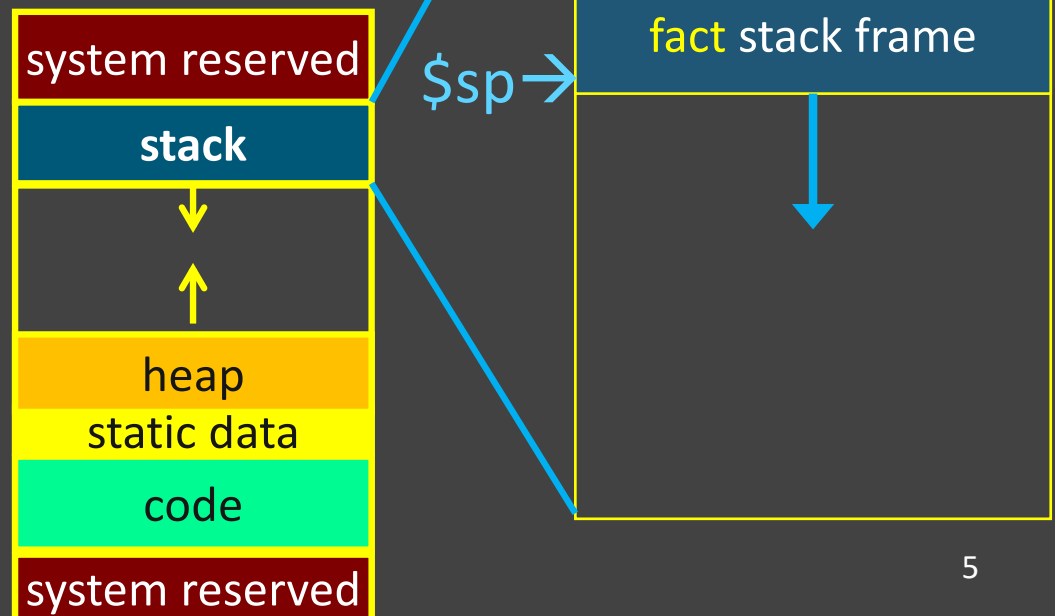 system reserved
stack
heap
static data
code
system reserved
$sp→
fact stack frame
5